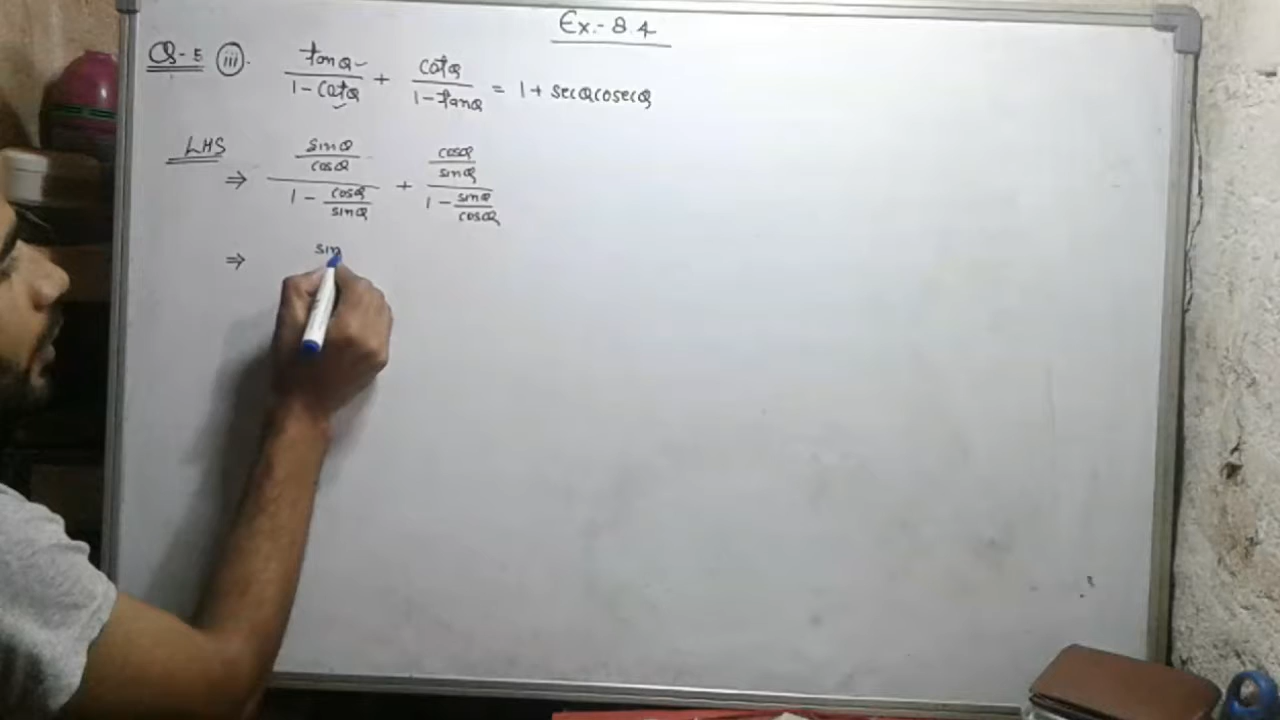 Ex.- 8.4
Q-5 (iii). tanθ/(1 - cotθ) + cotθ/(1 - tanθ) = 1 + secθcosecθ
LHS
⇒ (sinθ/cosθ)/(1 - cosθ/sinθ) + (cosθ/sinθ)/(1 - sinθ/cosθ)
⇒ sin